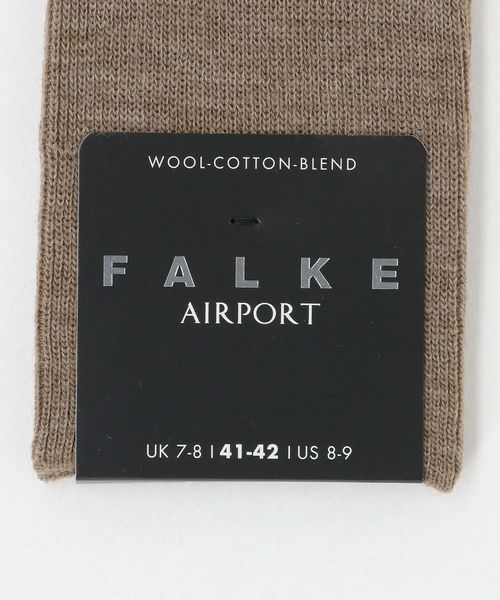 WOOL-COTTON-BLEND
FALKE
AIRPORT
UK 7-8 | 41-42 | US 8-9